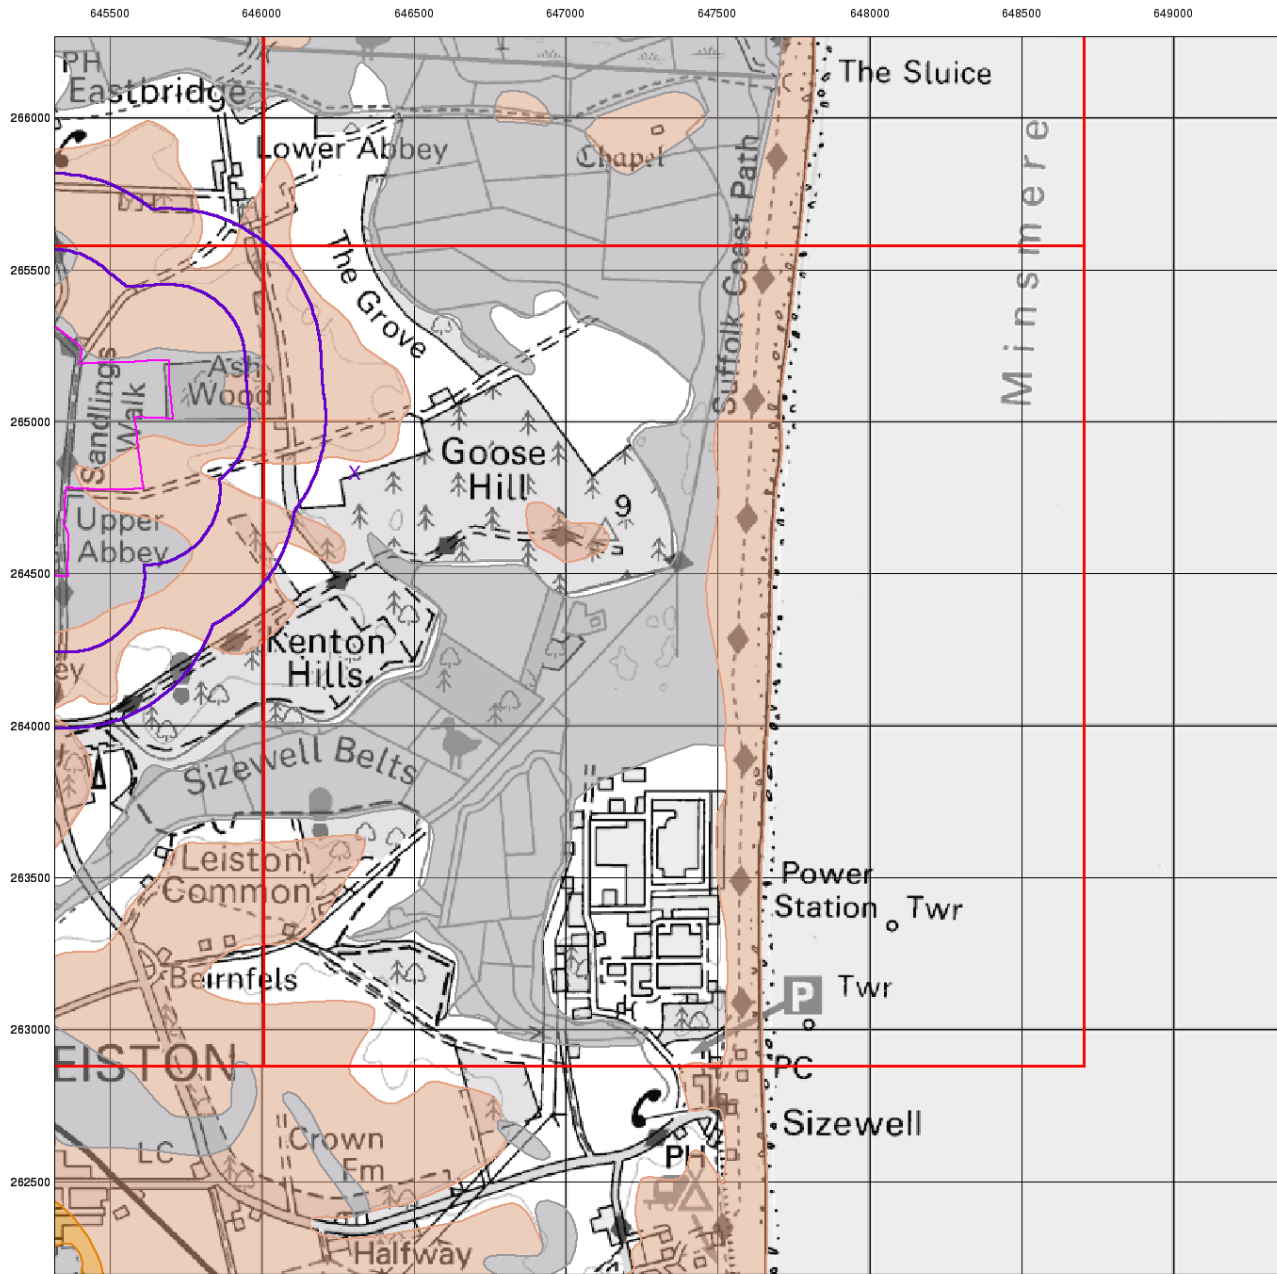 645500 646000 646500 647000 647500 648000 648500 649000
266000
265500
265000
264500
264000
263500
263000
262500
PH
Eastbridge
The Sluice
Lower Abbey
Chapel
Suffolk Coast Path
Minsmere
The Grove
Ash
Wood
Sandlings
Walk
Goose
Hill
9
X
Upper
Abbey
Kenton
Hills
ey
Sizewell Belts
Leiston
Common
Power
Station
Twr
Beirnfels
P
Twr
EISTON
PC
Sizewell
LC
Crown
Fm
PH
Halfway